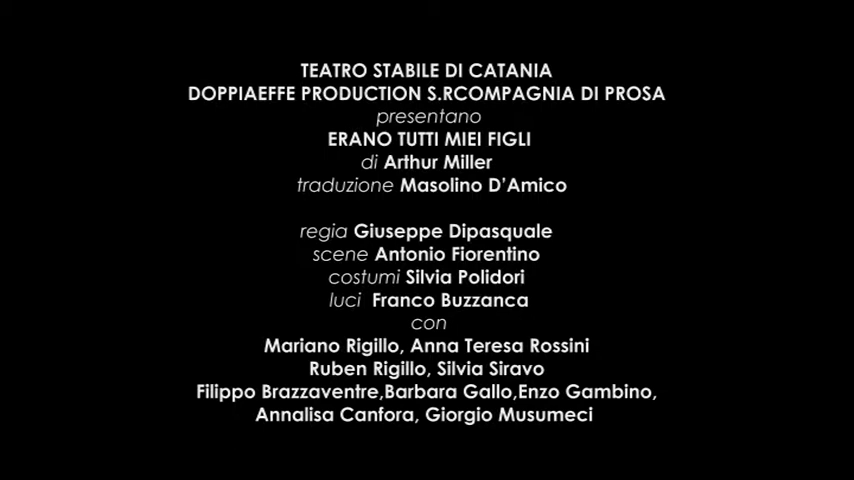 TEATRO STABILE DI CATANIA
DOPPIAEFFE PRODUCTION S.RCOMPAGNIA DI PROSA
presentano
ERANO TUTTI MIEI FIGLI
di Arthur Miller
traduzione Masolino D'Amico
regia Giuseppe Dipasquale
scene Antonio Fiorentino
costumi Silvia Polidori
luci Franco Buzzanca
con
Mariano Rigillo, Anna Teresa Rossini
Ruben Rigillo, Silvia Siravo
Filippo Brazzaventre,Barbara Gallo,Enzo Gambino,
Annalisa Canfora, Giorgio Musumeci